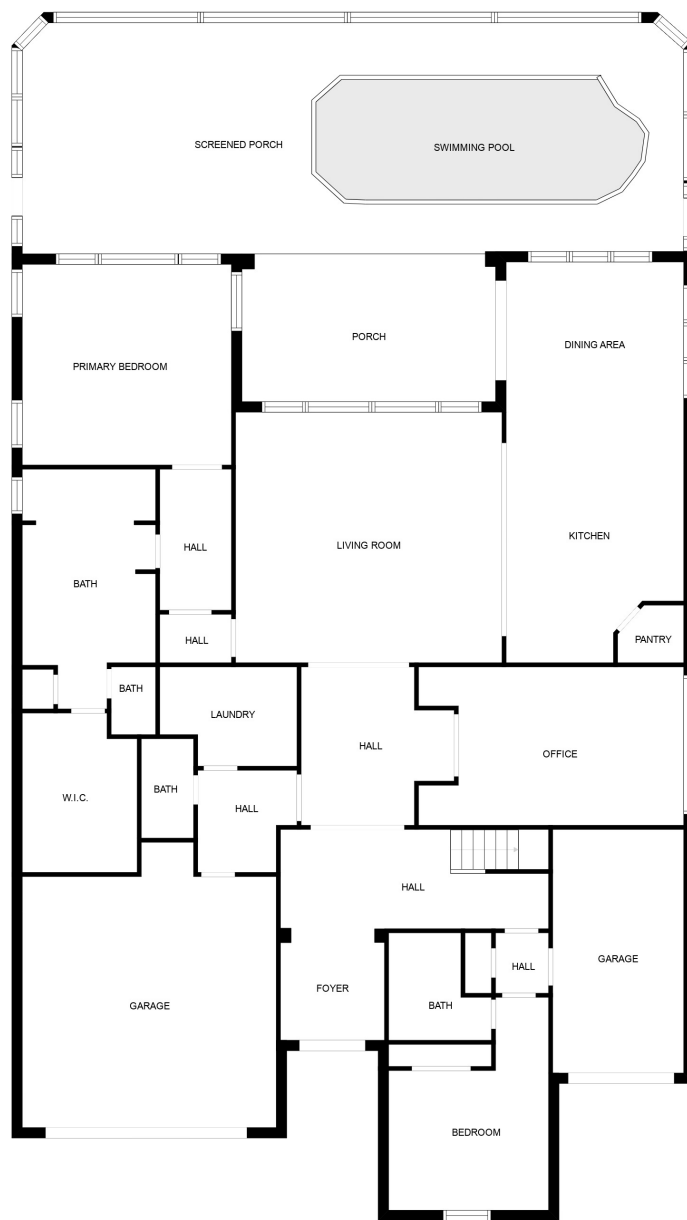 SCREENED PORCH
SWIMMING POOL
PORCH
DINING AREA
PRIMARY BEDROOM
KITCHEN
LIVING ROOM
HALL
BATH
HALL
PANTRY
BATH
LAUNDRY
HALL
OFFICE
BATH
W.I.C.
HALL
HALL
GARAGE
HALL
FOYER
GARAGE
BATH
BEDROOM